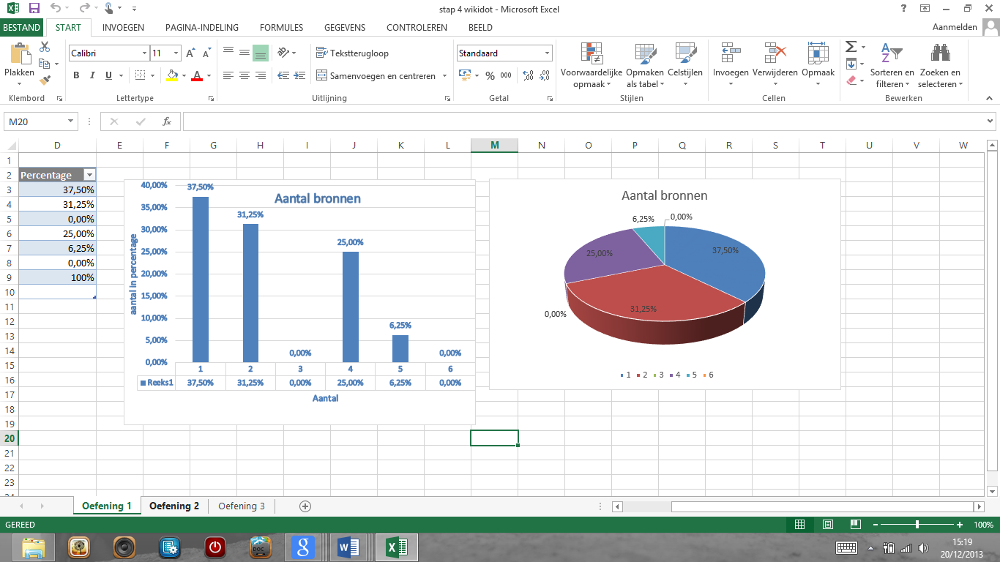 stap 4 wikidot - Microsoft Excel
?
BESTAND START INVOEGEN PAGINA-INDELING FORMULES GEGEVENS CONTROLEREN BEELD Aanmelden
Plakken
Calibri 11
B I U
A A
Tekstterugloop
Samenvoegen en centreren
Standaard
% 000
Voorwaardelijke opmaak
Opmaken als tabel
Celstijlen
Invoegen Verwijderen Opmaak
Sorteren en filteren
Zoeken en selecteren
Klembord Lettertype Uitlijning Getal Stijlen Cellen Bewerken
M20 fx
D E F G H I J K L M N O P Q R S T U V W
1
2 Percentage
3 37,50%
4 31,25%
5 0,00%
6 25,00%
7 6,25%
8 0,00%
9 100%
10
11
12
13
14
15
16
17
18
19
20
21
22
23
24
Aantal bronnen
aantal in percentage
40,00%
35,00%
30,00%
25,00%
20,00%
15,00%
10,00%
5,00%
0,00%
37,50%
31,25%
0,00%
25,00%
6,25%
0,00%
1 2 3 4 5 6
Reeks1 37,50% 31,25% 0,00% 25,00% 6,25% 0,00%
Aantal
Aantal bronnen
6,25% 0,00%
37,50%
25,00%
31,25%
0,00%
1 2 3 4 5 6
Oefening 1 Oefening 2 Oefening 3
GEREED 100%
DOC
g
15:19
20/12/2013